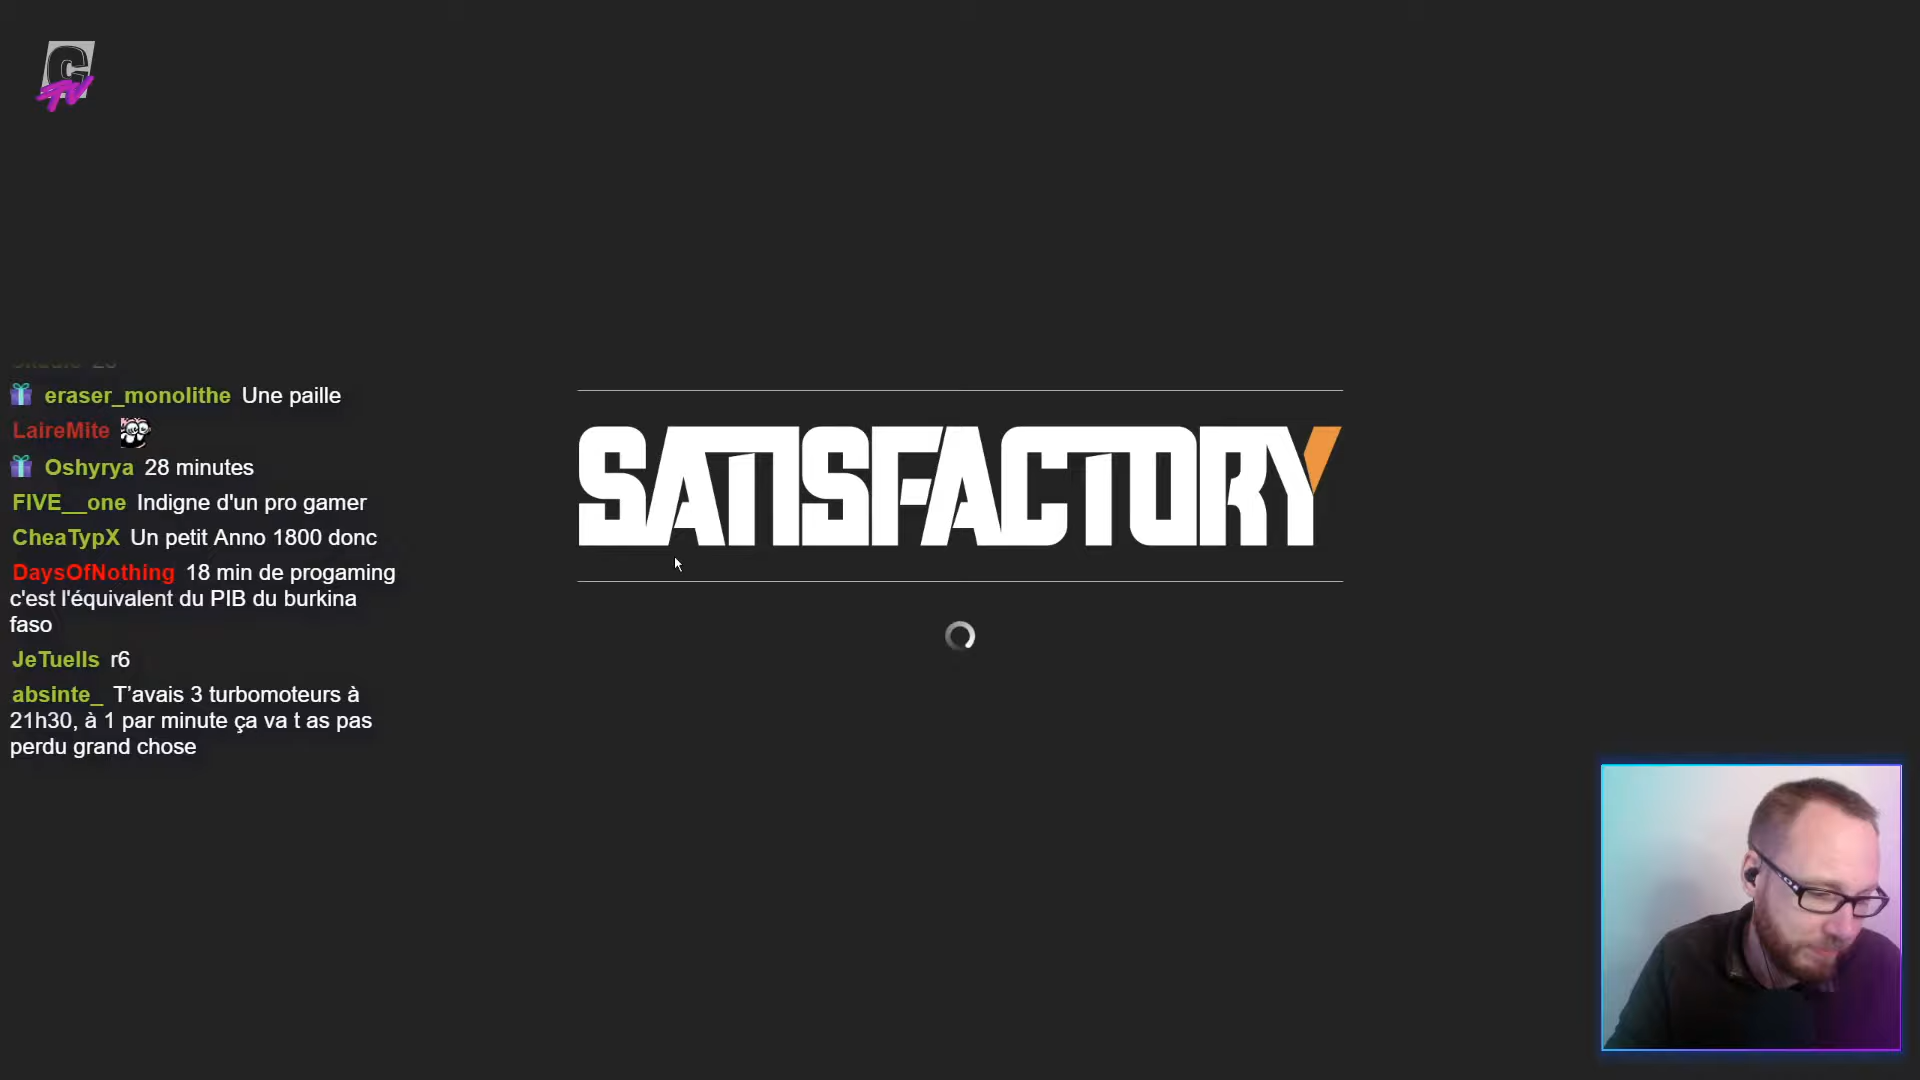 C
TV
eraser_monolithe Une paille
LaireMite
Oshyrya 28 minutes
FIVE__one Indigne d'un pro gamer
CheaTypX Un petit Anno 1800 donc
DaysOfNothing 18 min de progaming
c'est l'équivalent du PIB du burkina
faso
JeTuells r6
absinte_ T’avais 3 turbomoteurs à
21h30, à 1 par minute ça va t as pas
perdu grand chose
SATISFACTORY